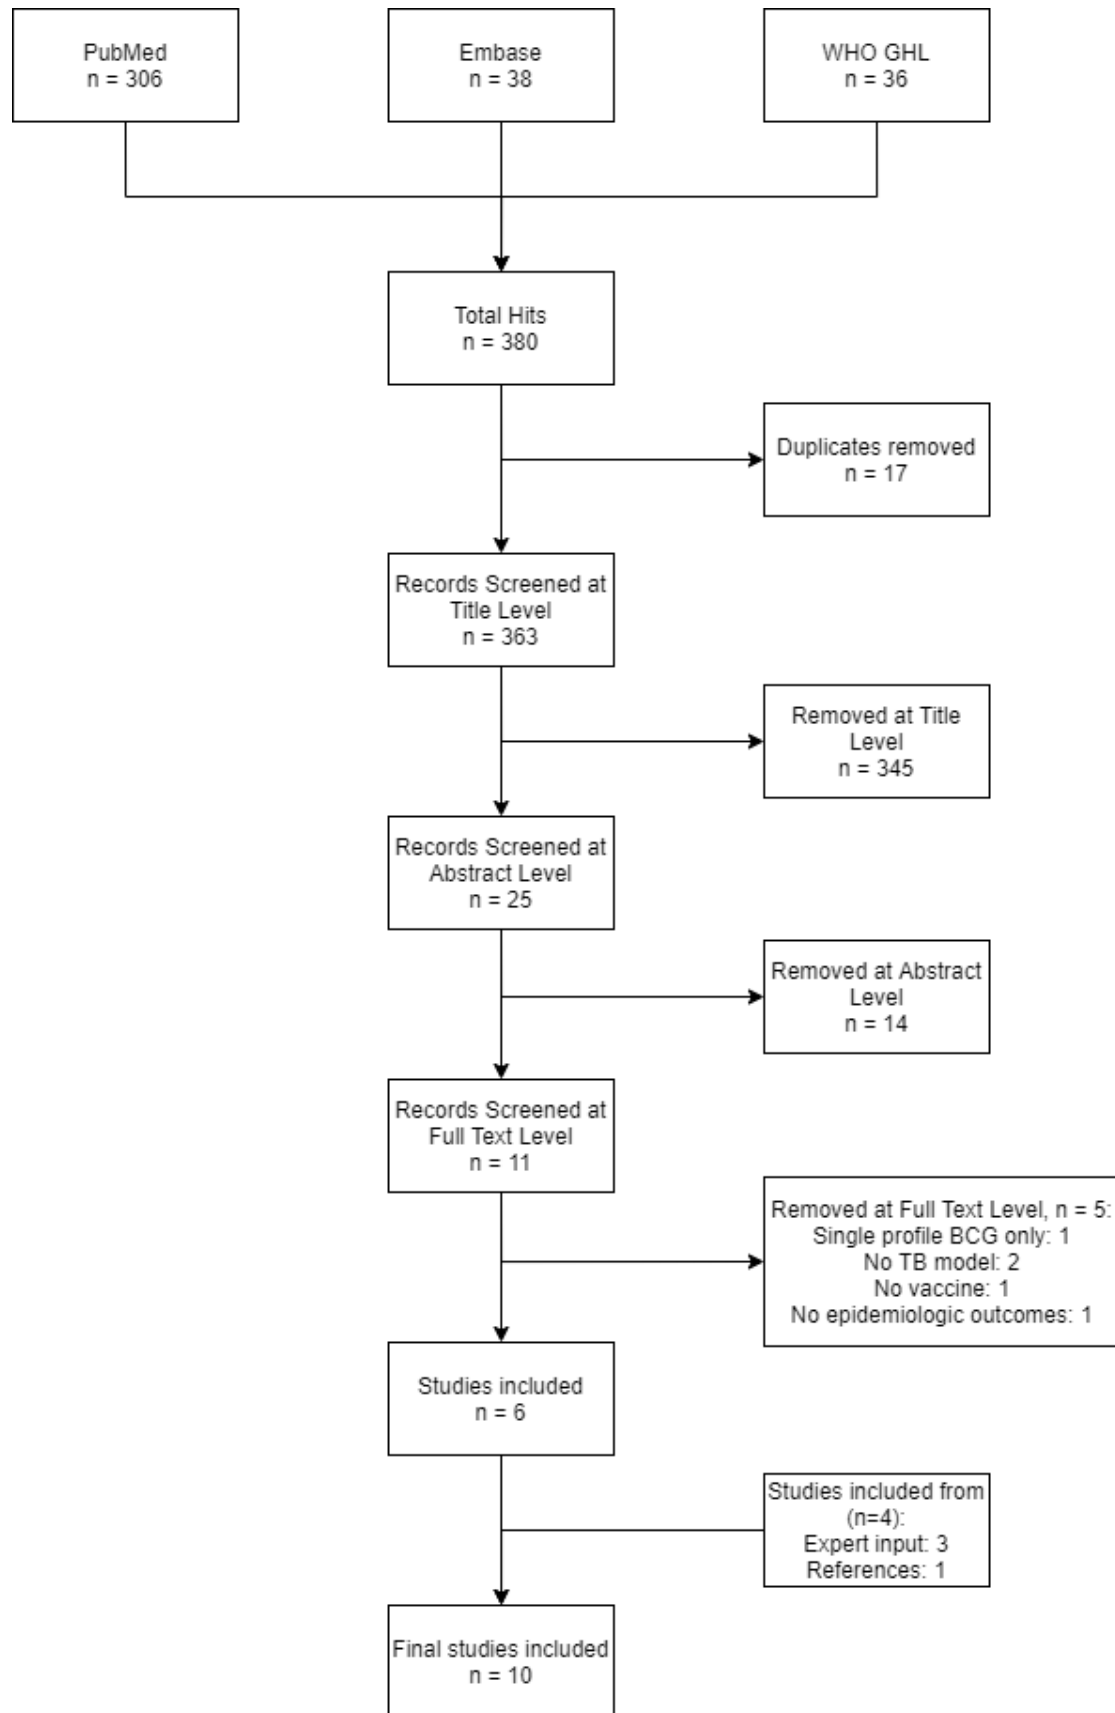 PubMed
n = 306
Embase
n = 38
WHO GHL
n = 36
Total Hits
n = 380
Duplicates removed
n = 17
Records Screened at
Title Level
n = 363
Removed at Title
Level
n = 345
Records Screened at
Abstract Level
n = 25
Removed at Abstract
Level
n = 14
Records Screened at
Full Text Level
n = 11
Removed at Full Text Level, n = 5:
Single profile BCG only: 1
No TB model: 2
No vaccine: 1
No epidemiologic outcomes: 1
Studies included
n = 6
Studies included from
(n=4):
Expert input: 3
References: 1
Final studies included
n = 10